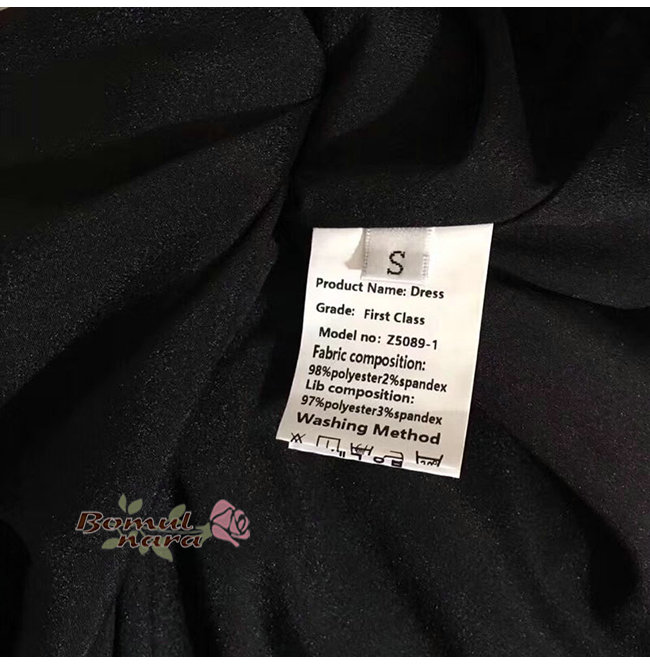 S
Product Name: Dress
Grade: First Class
Model no: Z5089-1
Fabric composition:
98%polyester2%spandex
Lib composition:
97%polyester3%spandex
Washing Method
Bomul
nara